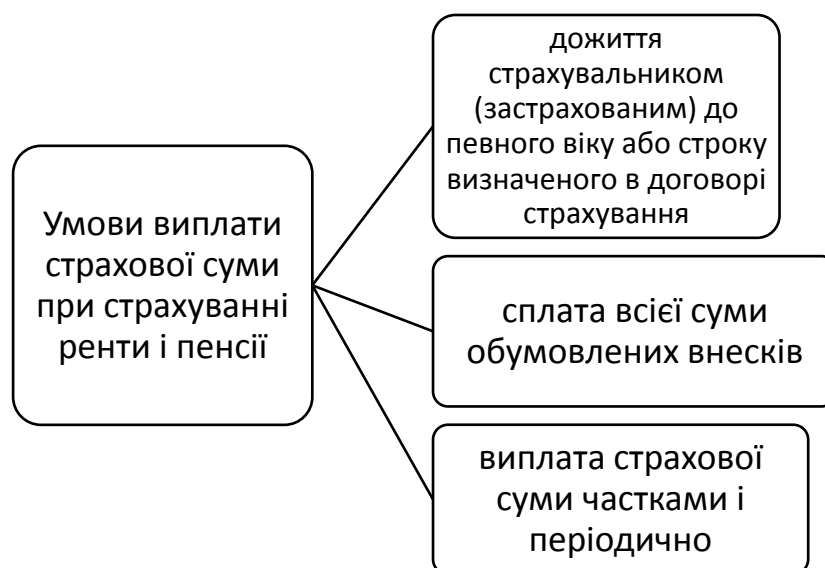 Умови виплати
страхової суми
при страхуванні
ренти і пенсії
дожиття
страхувальником
(застрахованим) до
певного віку або строку
визначеного в договорі
страхування
сплата всієї суми
обумовлених внесків
виплата страхової
суми частками і
періодично